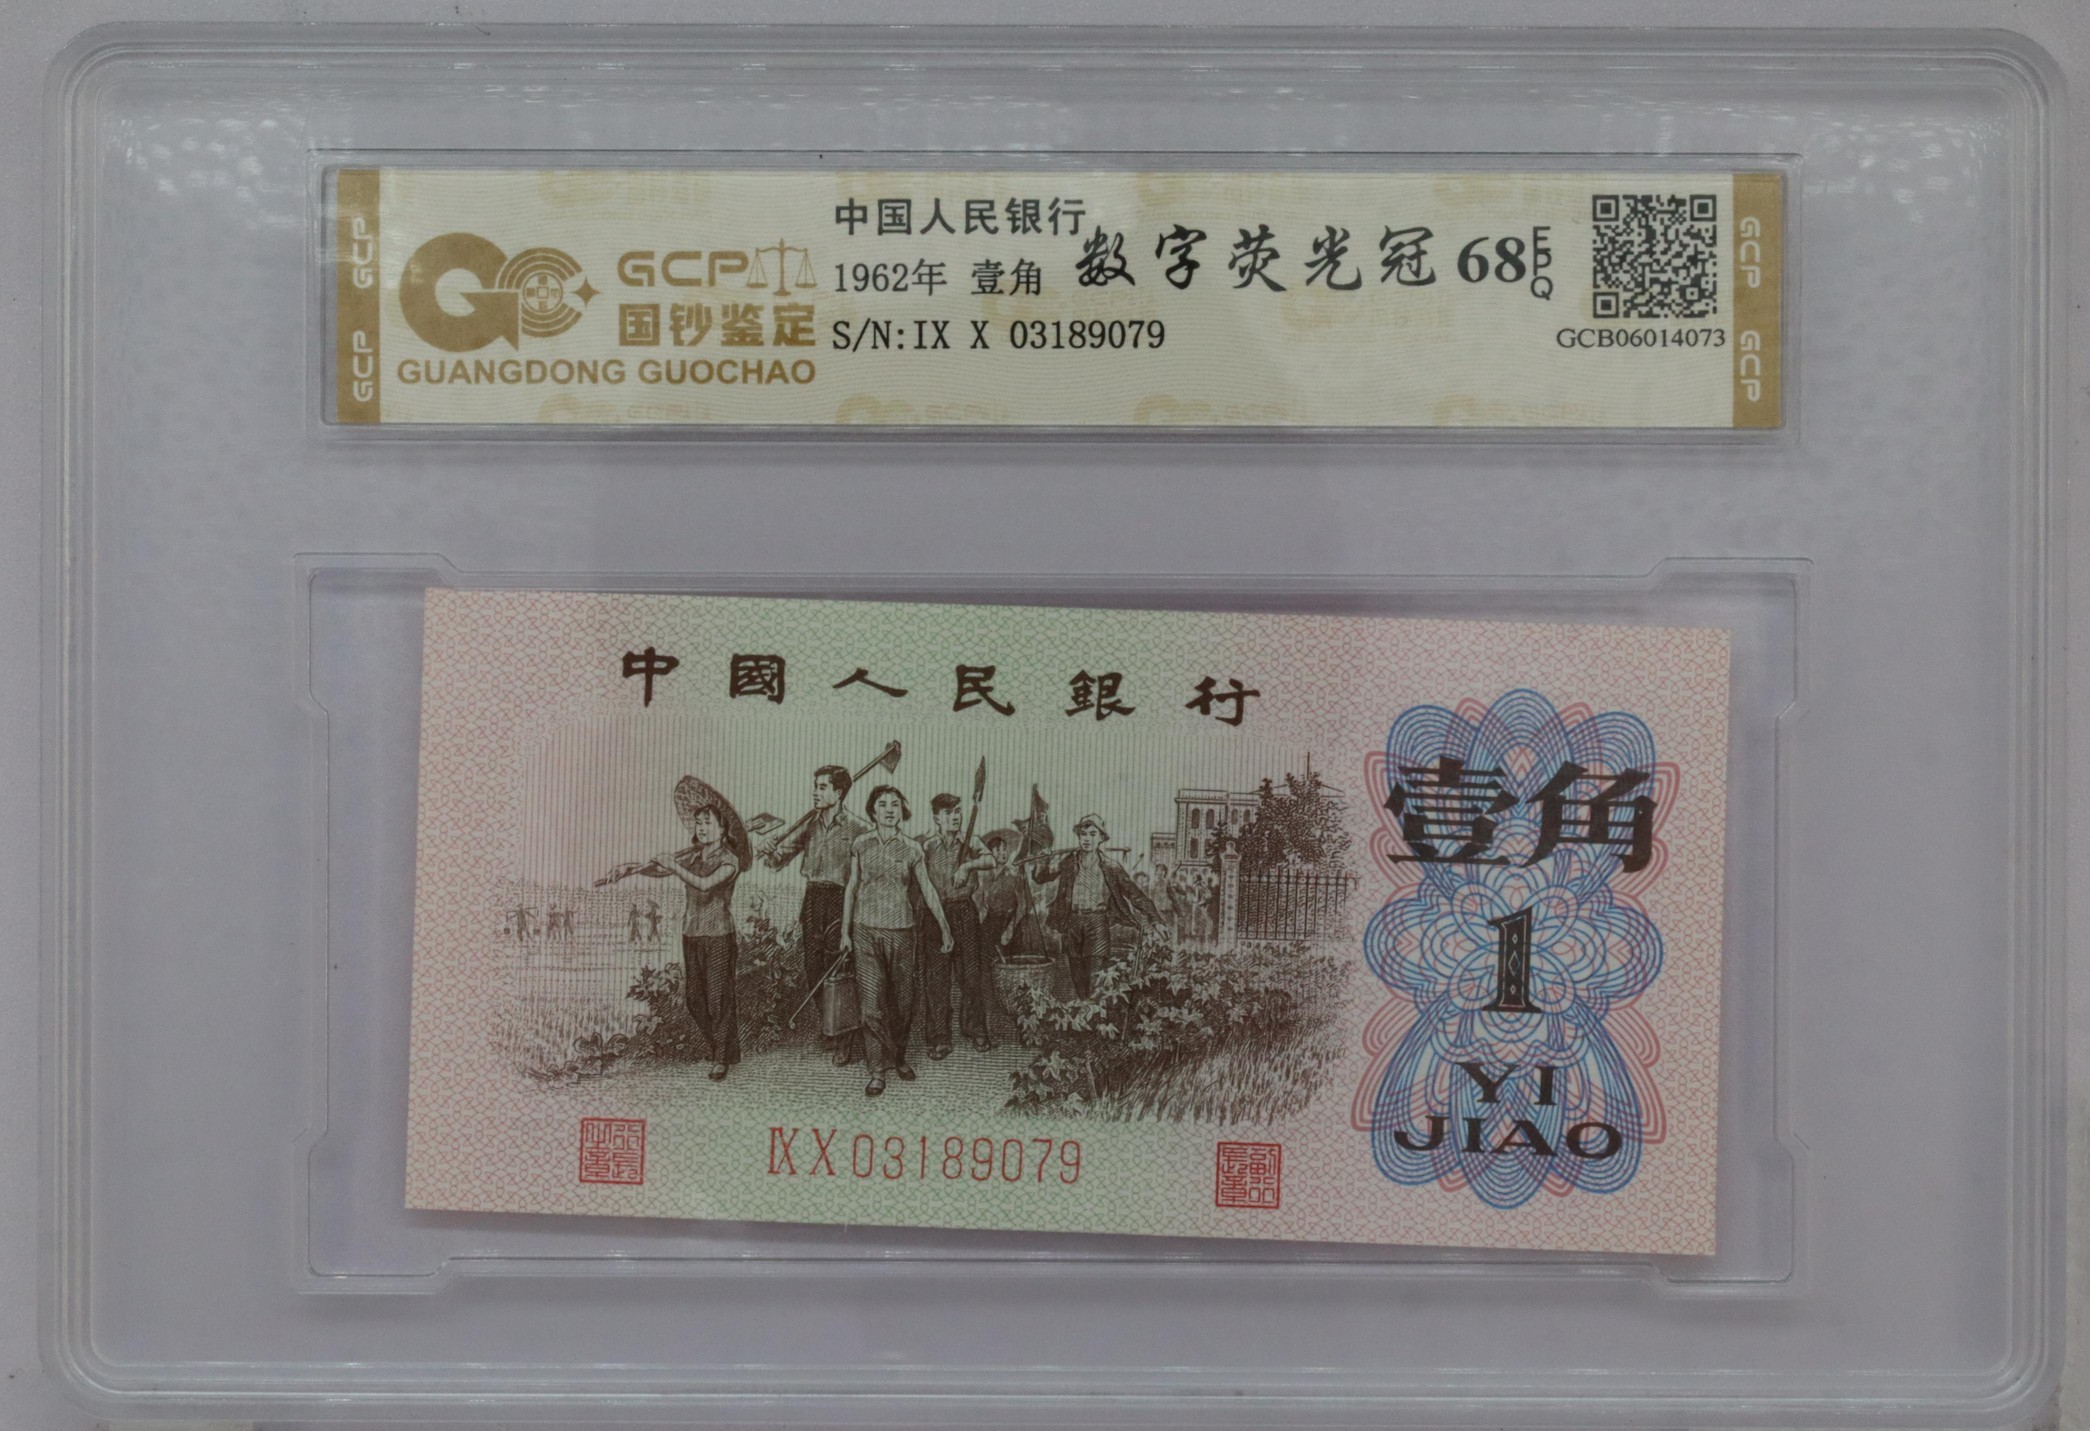 GCP
GCP
GCP
国钞鉴定
GUANGDONG GUOCHAO
中国人民银行
1962年 壹角
S/N:IX X 03189079
数字荧光冠 68 EPQ
GCB06014073
GCP
GCP
中國人民銀行
壹角
1
YI
JIAO
IX X 03189079